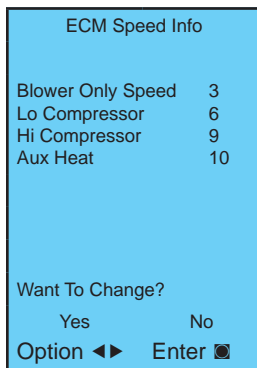 ECM Speed Info
Blower Only Speed 3
Lo Compressor 6
Hi Compressor 9
Aux Heat 10
Want To Change?
Yes No
Option ◄► Enter ◙